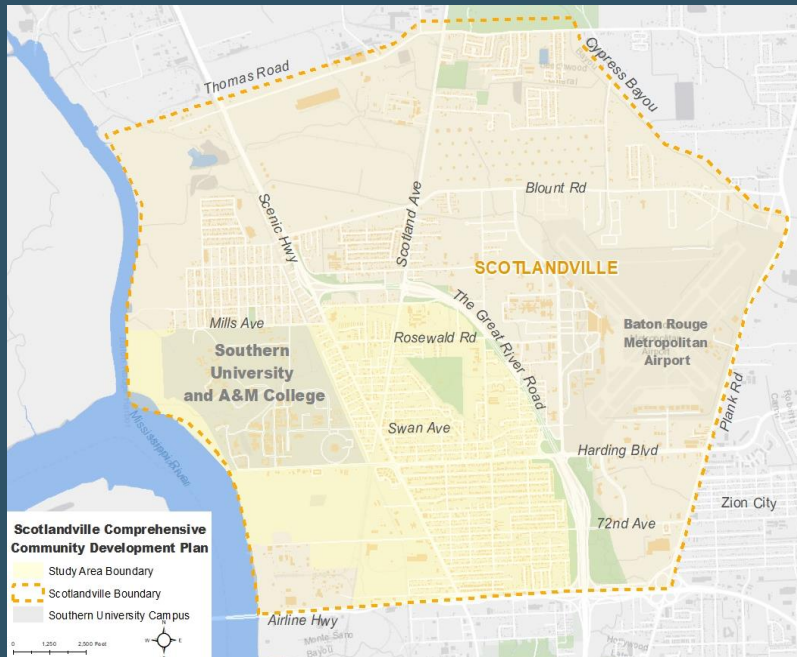 Thomas Road
Cypress Bayou
Blount Rd
Scenic Hwy
Scotland Ave
SCOTLANDVILLE
The Great River Road
Mills Ave
Rosewald Rd
Baton Rouge
Metropolitan
Airport
Southern
University
and A&M College
Plank Rd
Swan Ave
Mississippi River
Harding Blvd
Zion City
72nd Ave
Airline Hwy
Monte Sano
Bayou
Scotlandville Comprehensive
Community Development Plan
Study Area Boundary
Scotlandville Boundary
Southern University Campus
0 1,250 2,500 Feet
N
W E
S